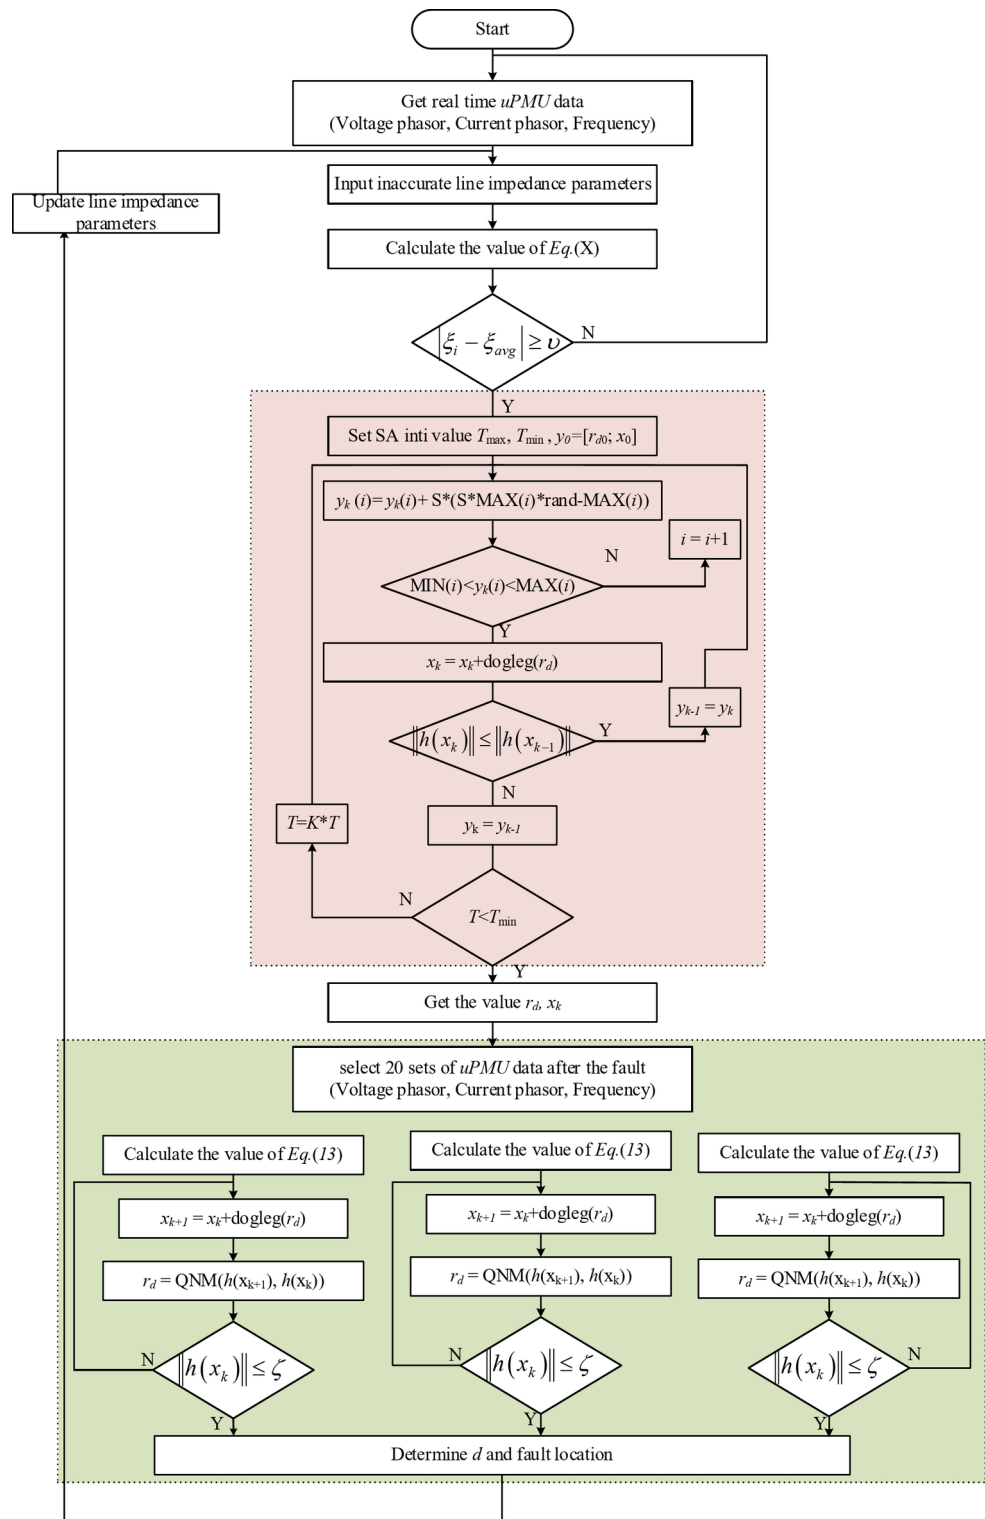 Start
Get real time uPMU data
(Voltage phasor, Current phasor, Frequency)
Input inaccurate line impedance parameters
Update line impedance
parameters
Calculate the value of Eq.(X)
|ξᵢ − ξₐᵥg| ≥ υ
N
Y
Set SA inti value Tmax, Tmin , y0=[rd0; x0]
yk (i)= yk(i)+ S*(S*MAX(i)*rand-MAX(i))
i = i+1
N
MIN(i)<yk(i)<MAX(i)
Y
xk = xk+dogleg(rd)
yk-1 = yk
‖h(xk)‖ ≤ ‖h(xk−1)‖
Y
N
T=K*T
yk = yk-1
N
T<Tmin
Y
Get the value rd, xk
select 20 sets of uPMU data after the fault
(Voltage phasor, Current phasor, Frequency)
Calculate the value of Eq.(13)
xk+1 = xk+dogleg(rd)
rd = QNM(h(xk+1), h(xk))
N
‖h(xk)‖ ≤ ζ
Y
Calculate the value of Eq.(13)
xk+1 = xk+dogleg(rd)
rd = QNM(h(xk+1), h(xk))
N
‖h(xk)‖ ≤ ζ
Y
Calculate the value of Eq.(13)
xk+1 = xk+dogleg(rd)
rd = QNM(h(xk+1), h(xk))
‖h(xk)‖ ≤ ζ
N
Y
Determine d and fault location